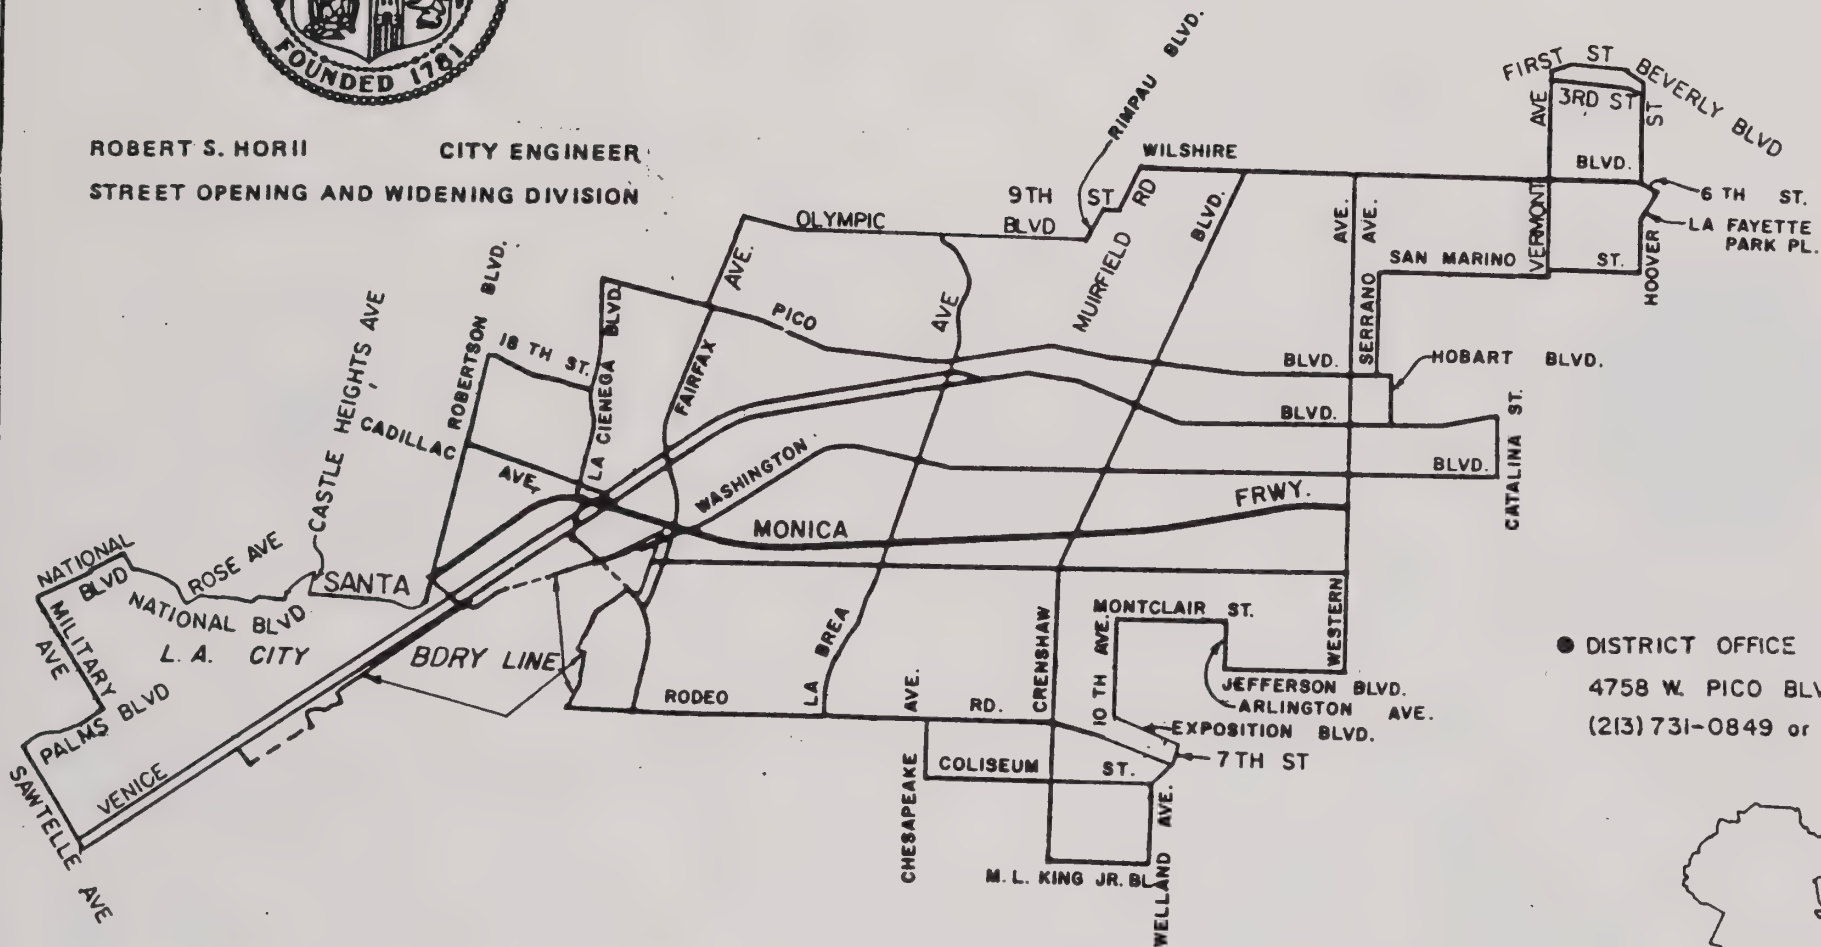 FOUNDED 1781
ROBERT S. HORII CITY ENGINEER
STREET OPENING AND WIDENING DIVISION
RIMPAU BLVD.
FIRST ST
BEVERLY BLVD
3RD ST
AVE
ST
WILSHIRE
BLVD.
6 TH ST.
LA FAYETTE
PARK PL.
9TH ST
RD
OLYMPIC
BLVD
BLVD.
AVE.
AVE.
VERMONT
HOOVER
SAN MARINO
ST.
ROBERTSON BLVD.
CASTLE HEIGHTS AVE
BLVD.
AVE.
MUIRFIELD
AVE
SERRANO
PICO
BLVD.
HOBART BLVD.
18 TH ST.
LA CIENEGA
FAIRFAX
BLVD.
CATALINA ST.
CADILLAC
AVE.
WASHINGTON
BLVD.
FRWY.
MONICA
SANTA
NATIONAL
BLVD
ROSE AVE
NATIONAL BLVD
MILITARY
AVE
L. A. CITY
BDRY LINE
LA BREA
CRENSHAW
WESTERN
MONTCLAIR ST.
10 TH AVE.
JEFFERSON BLVD.
ARLINGTON AVE.
EXPOSITION BLVD.
7TH ST
RODEO
RD.
AVE.
CHESAPEAKE
COLISEUM
ST.
M. L. KING JR. BL
WELLAND AVE.
PALMS BLVD
VENICE
SAWTELLE AVE
DISTRICT OFFICE
4758 W. PICO BLV
(213) 731-0849 or